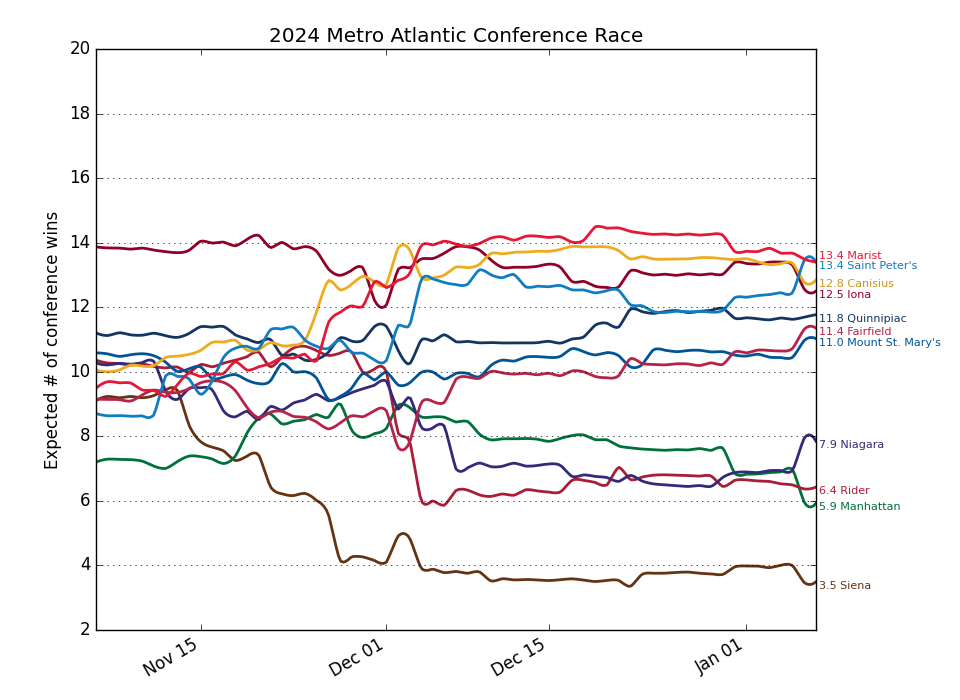 2024 Metro Atlantic Conference Race
Expected # of conference wins
20
18
16
14
12
10
8
6
4
2
13.4 Marist
13.4 Saint Peter's
12.8 Canisius
12.5 Iona
11.8 Quinnipiac
11.4 Fairfield
11.0 Mount St. Mary's
7.9 Niagara
6.4 Rider
5.9 Manhattan
3.5 Siena
Nov 15
Dec 01
Dec 15
Jan 01